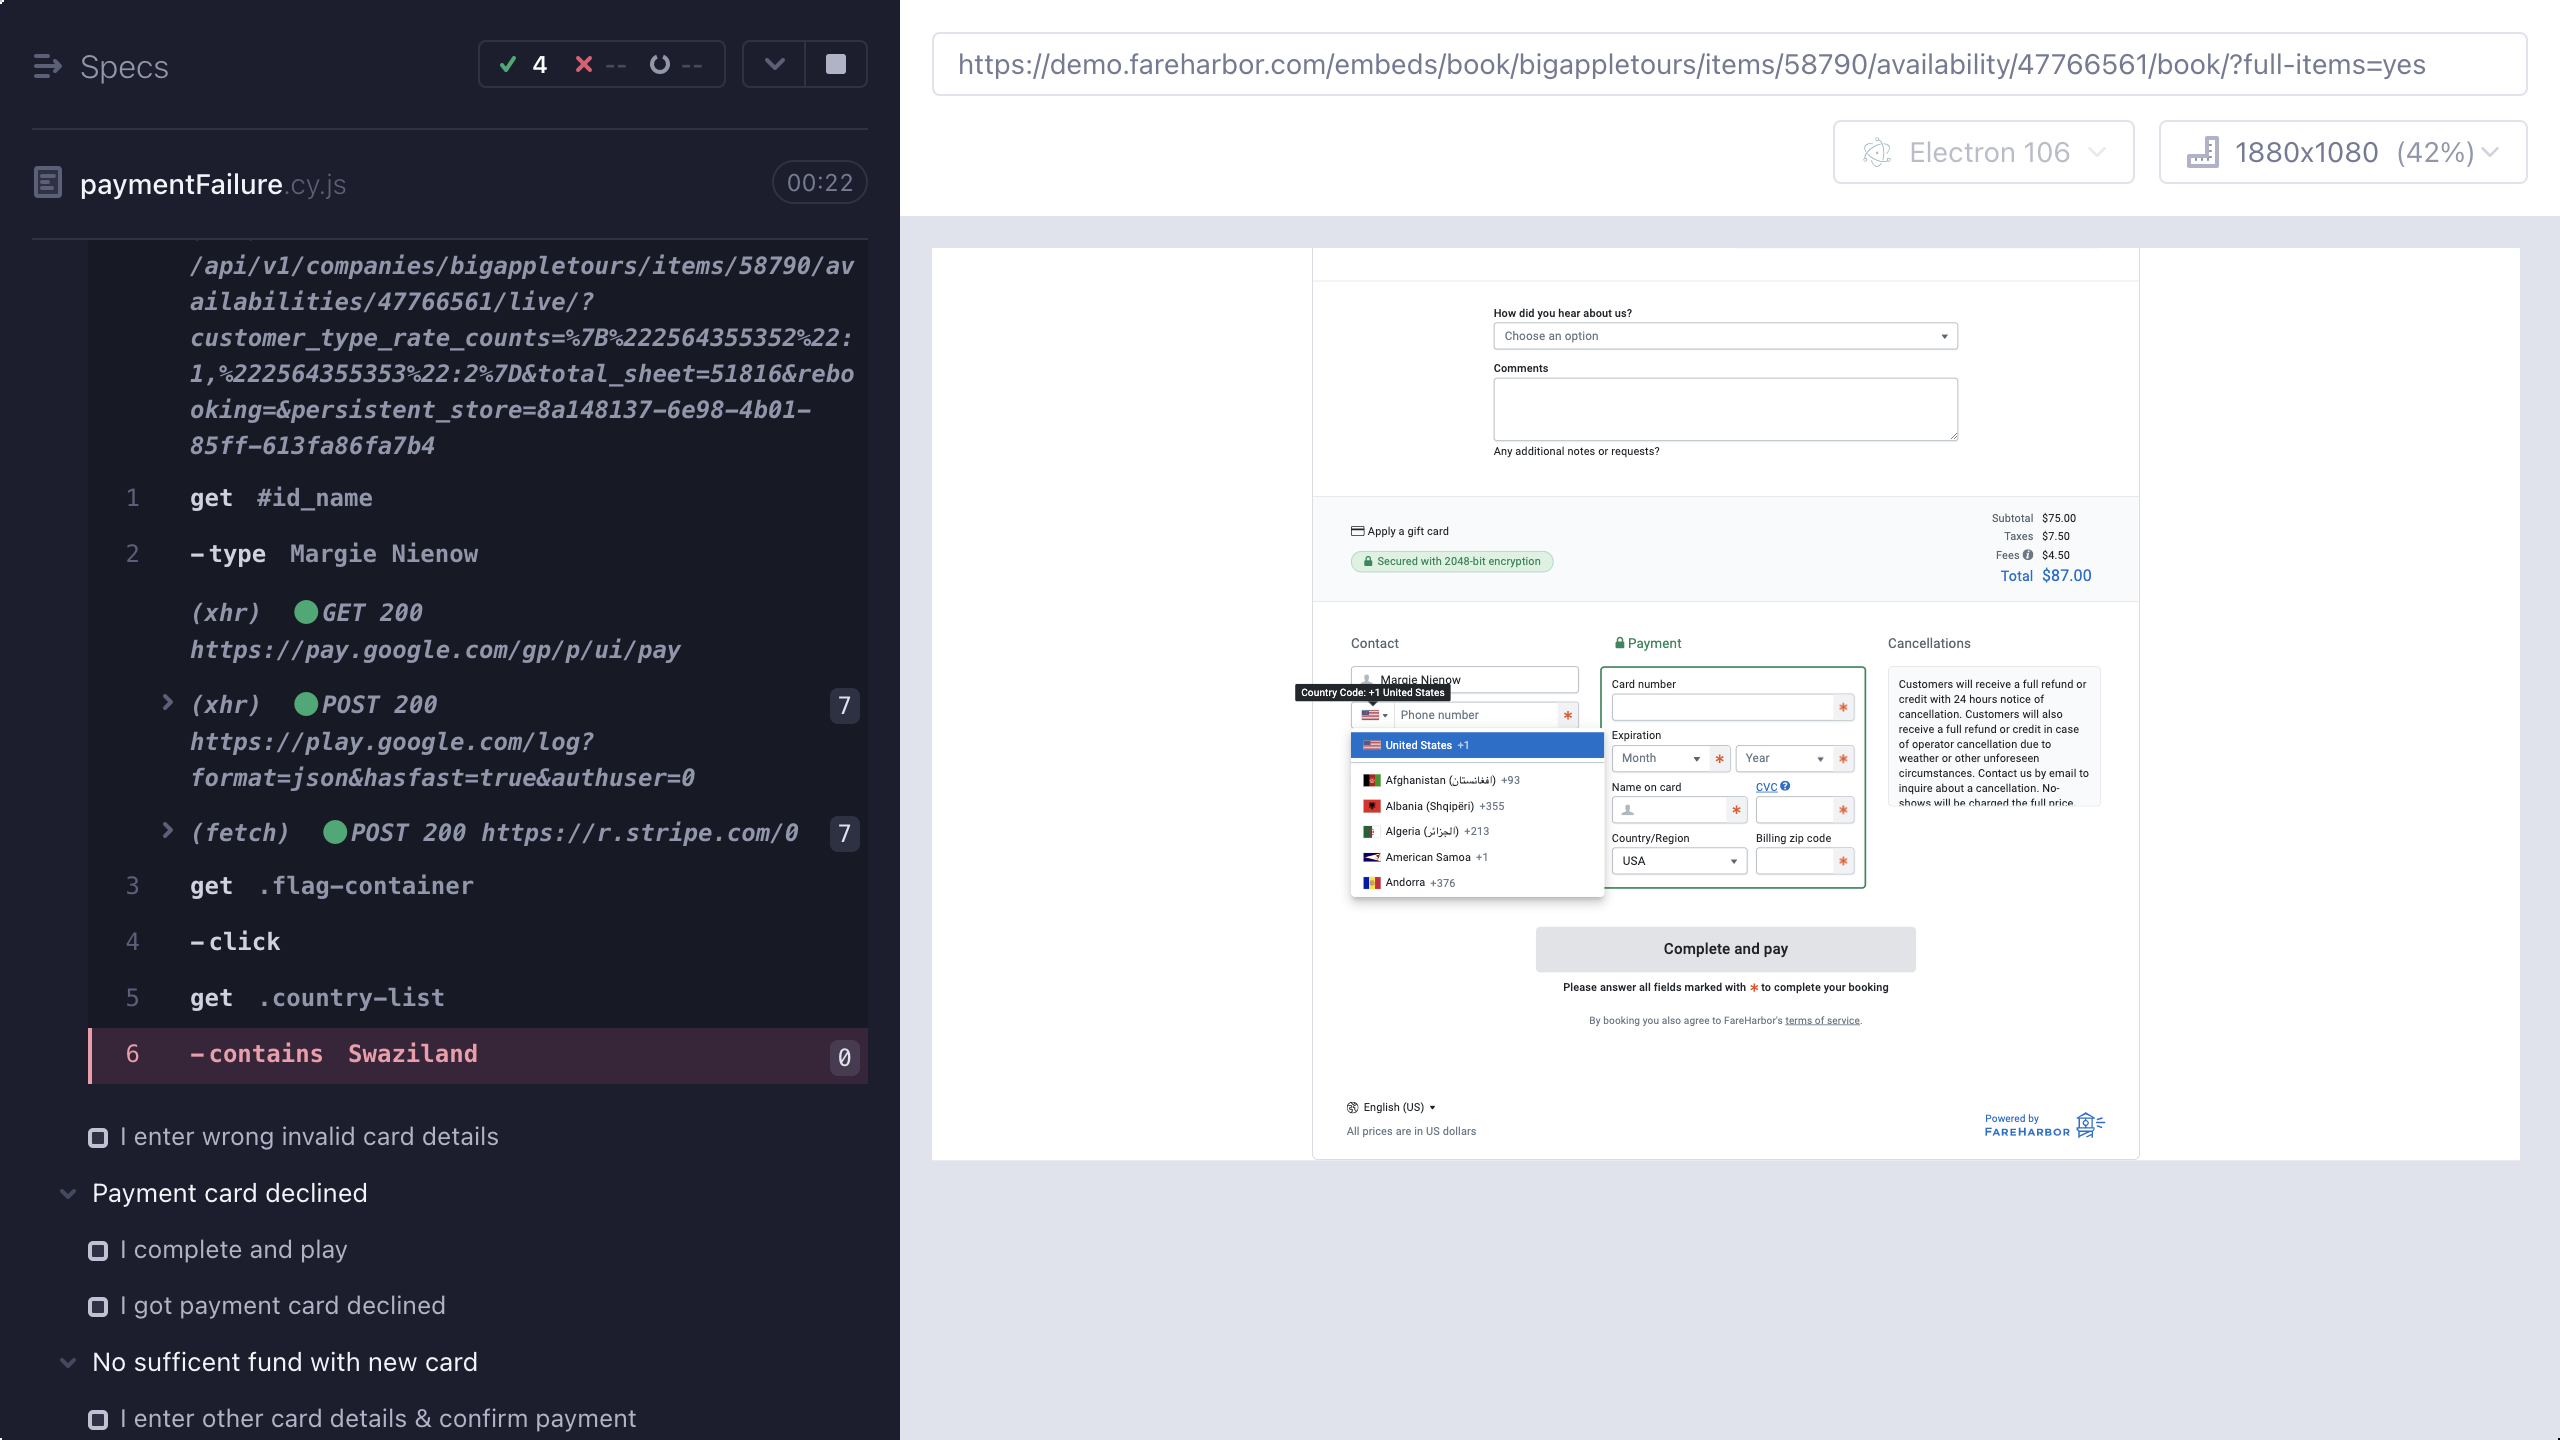 Specs
4
--
--
paymentFailure.cy.js
00:22
/api/v1/companies/bigappletours/items/58790/av
ailabilities/47766561/live/?
customer_type_rate_counts=%7B%222564355352%22:
1,%222564355353%22:2%7D&total_sheet=51816&rebo
oking=&persistent_store=8a148137-6e98-4b01-
85ff-613fa86fa7b4
1 get #id_name
2 -type Margie Nienow
(xhr) GET 200
https://pay.google.com/gp/p/ui/pay
(xhr) POST 200 7
https://play.google.com/log?
format=json&hasfast=true&authuser=0
(fetch) POST 200 https://r.stripe.com/0 7
3 get .flag-container
4 -click
5 get .country-list
6 -contains Swaziland 0
I enter wrong invalid card details
Payment card declined
I complete and play
I got payment card declined
No sufficent fund with new card
I enter other card details & confirm payment
https://demo.fareharbor.com/embeds/book/bigappletours/items/58790/availability/47766561/book/?full-items=yes
Electron 106
1880x1080 (42%)
How did you hear about us?
Choose an option
Comments
Any additional notes or requests?
Apply a gift card
Secured with 2048-bit encryption
Subtotal $75.00
Taxes $7.50
Fees $4.50
Total $87.00
Contact
Margie Nienow
Country Code: +1 United States
Phone number *
United States +1
Afghanistan (‫افغانستان‬‎) +93
Albania (Shqipëri) +355
Algeria (‫الجزائر‬‎) +213
American Samoa +1
Andorra +376
Payment
Card number
*
Expiration
Month * Year *
Name on card CVC
* *
Country/Region Billing zip code
USA *
Cancellations
Customers will receive a full refund or
credit with 24 hours notice of
cancellation. Customers will also
receive a full refund or credit in case
of operator cancellation due to
weather or other unforeseen
circumstances. Contact us by email to
inquire about a cancellation. No-
shows will be charged the full price
Complete and pay
Please answer all fields marked with * to complete your booking
By booking you also agree to FareHarbor's terms of service.
English (US)
All prices are in US dollars
Powered by
FAREHARBOR